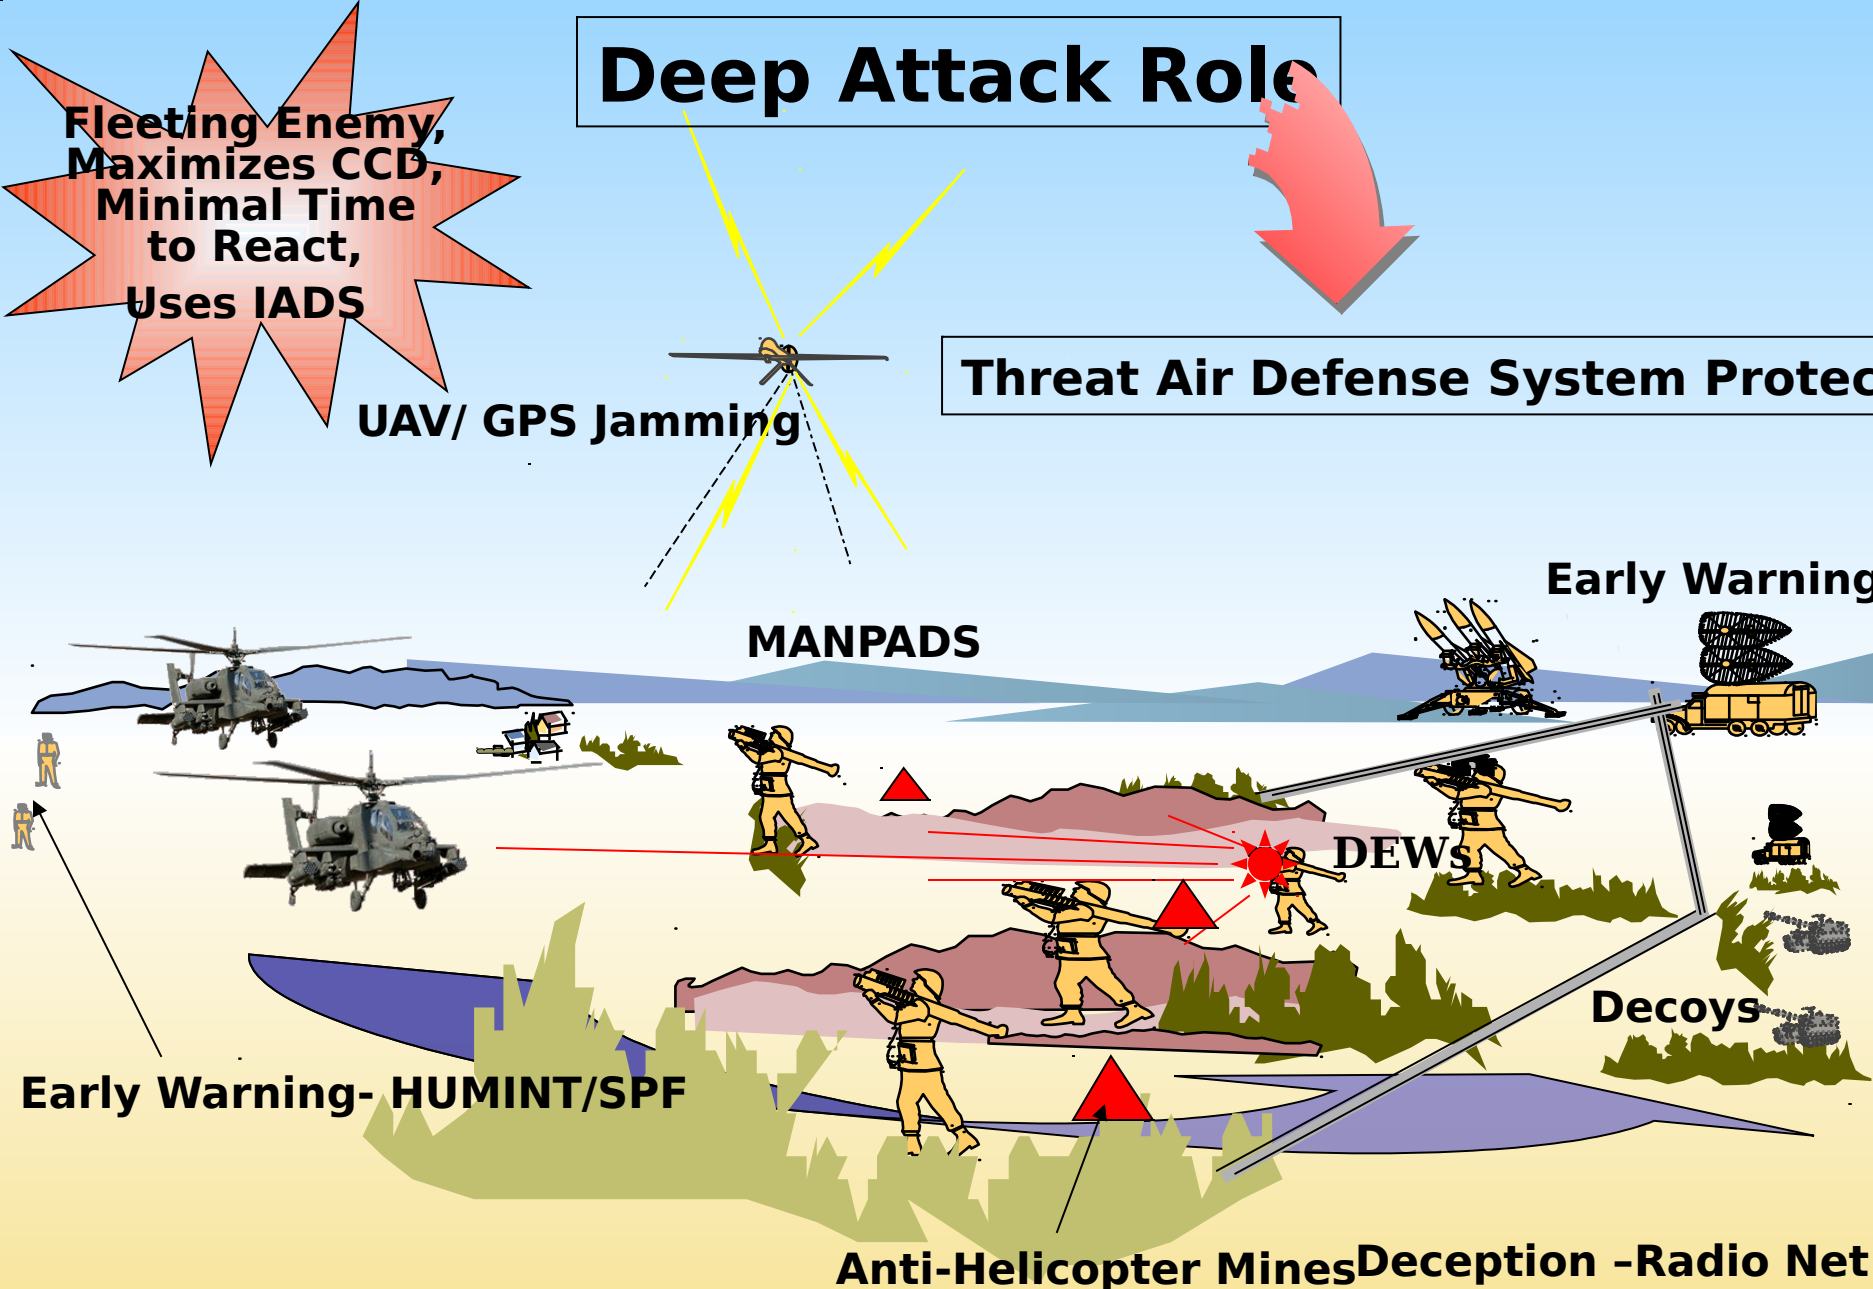 Deep Attack Role
Fleeting Enemy,
Maximizes CCD,
Minimal Time
to React,
Uses IADS
Threat Air Defense System Protec
UAV/ GPS Jamming
Early Warning
MANPADS
DEWs
Decoys
Early Warning- HUMINT/SPF
Anti-Helicopter Mines
Deception –Radio Net